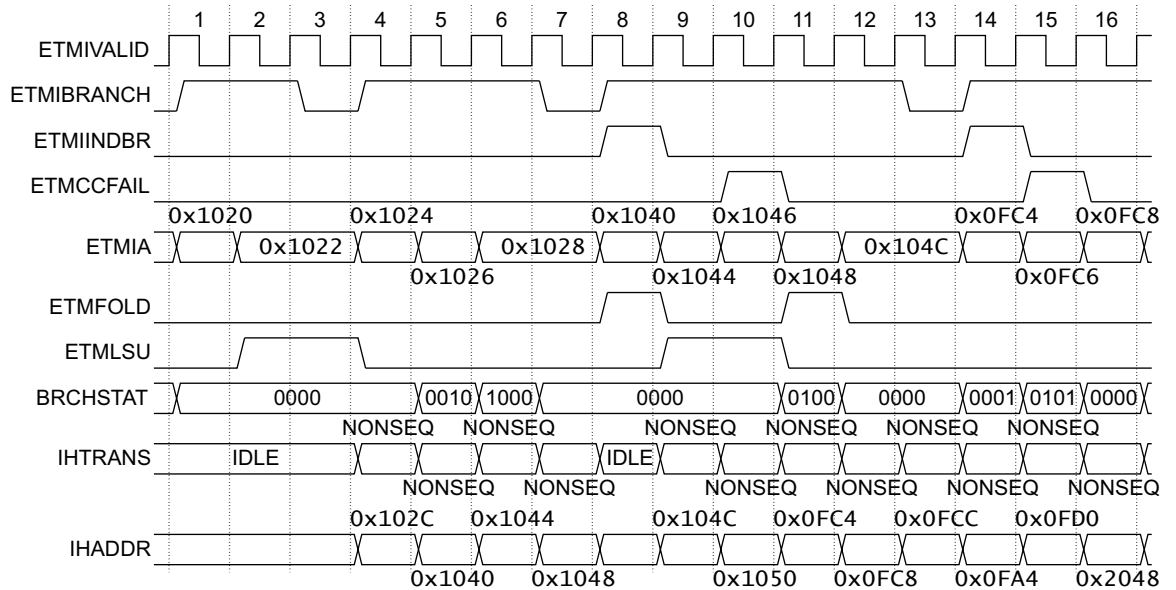 1 2 3 4 5 6 7 8 9 10 11 12 13 14 15 16
ETMIVALID
ETMIBRANCH
ETMIINDBR
ETMCCFAIL
0x1020 0x1024 0x1040 0x1046 0x0FC4 0x0FC8
ETMIA 0x1022 0x1028 0x104C
0x1026 0x1044 0x1048 0x0FC6
ETMFOLD
ETMLSU
BRCHSTAT 0000 0010 1000 0000 0100 0000 0001 0101 0000
NONSEQ NONSEQ NONSEQ NONSEQ NONSEQ NONSEQ
IHTRANS IDLE IDLE
NONSEQ NONSEQ NONSEQ NONSEQ NONSEQ NONSEQ
0x102C 0x1044 0x104C 0x0FC4 0x0FCC 0x0FD0
IHADDR
0x1040 0x1048 0x1050 0x0FC8 0x0FA4 0x2048